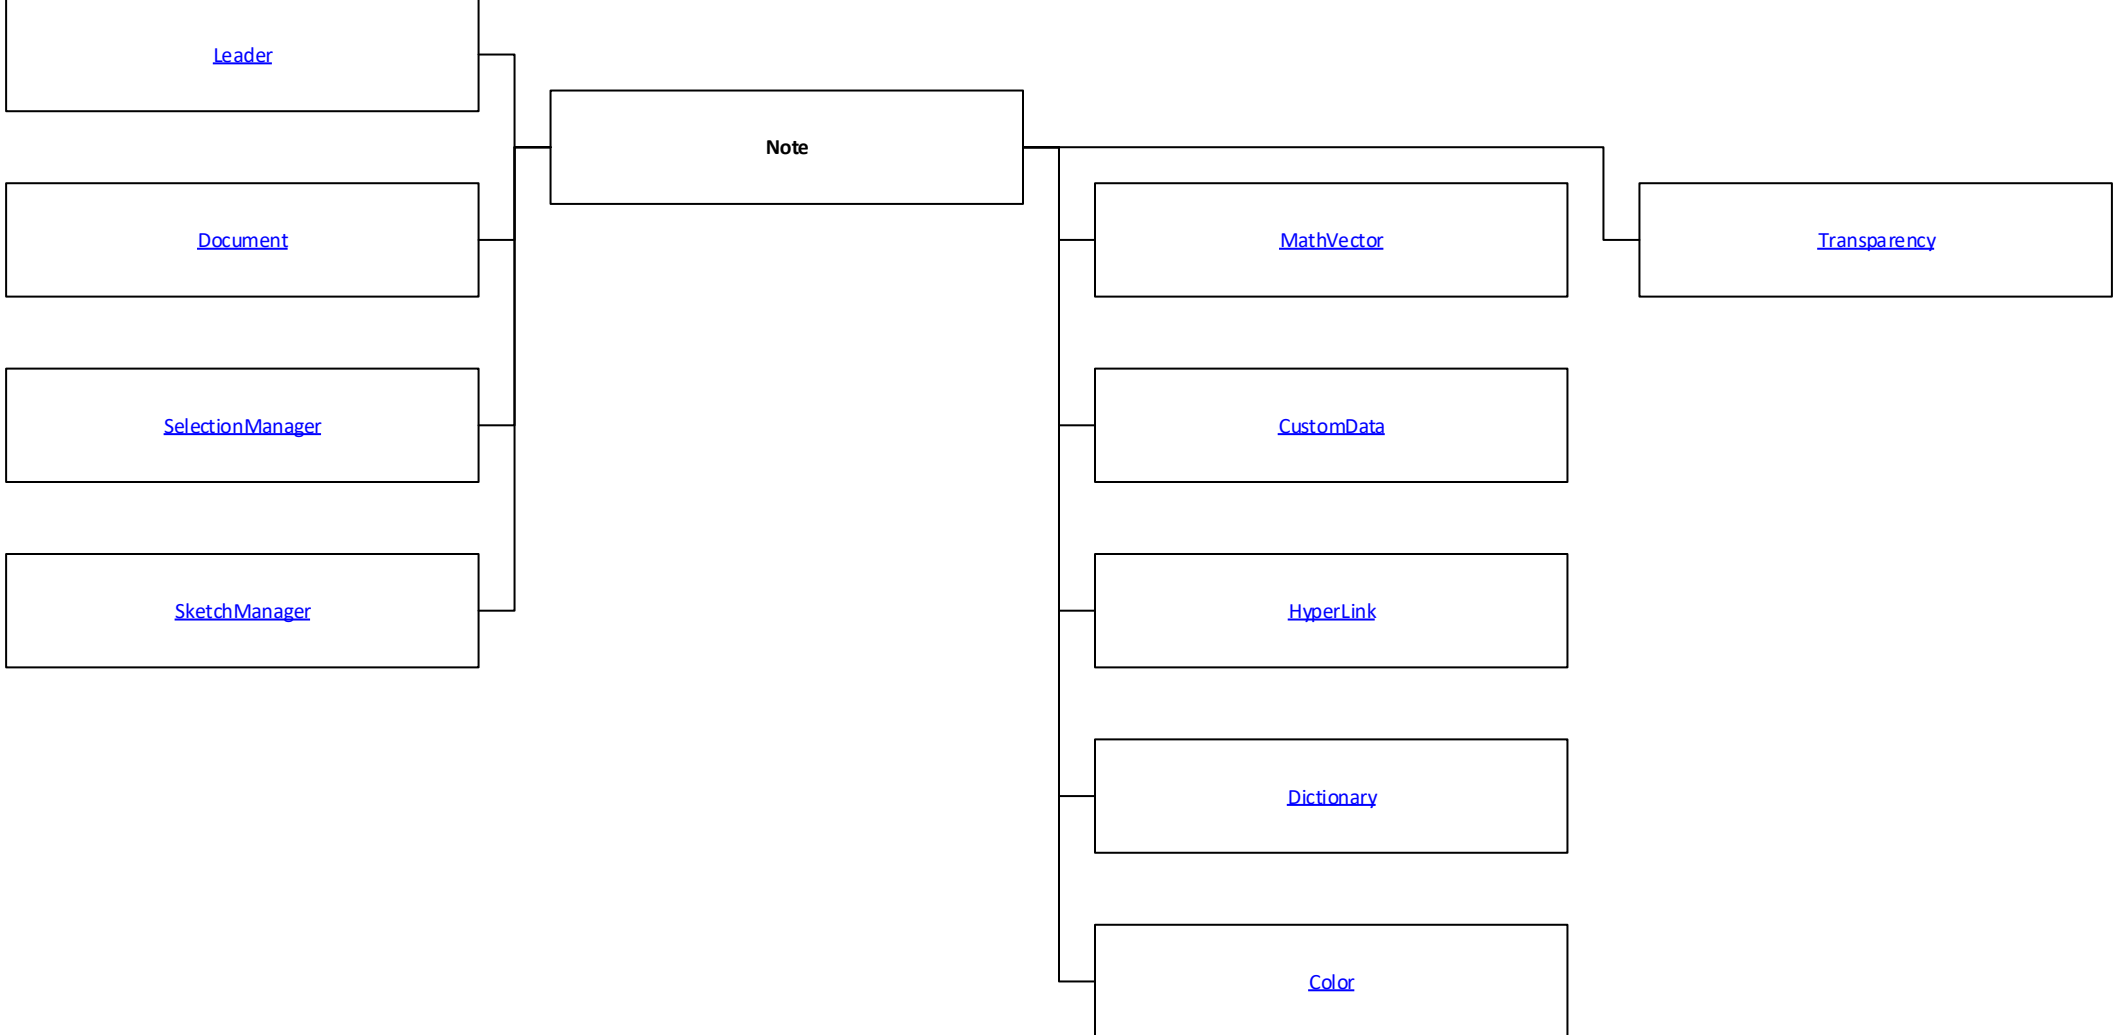 Leader
Note
Document
MathVector
Transparency
SelectionManager
CustomData
SketchManager
HyperLink
Dictionary
Color